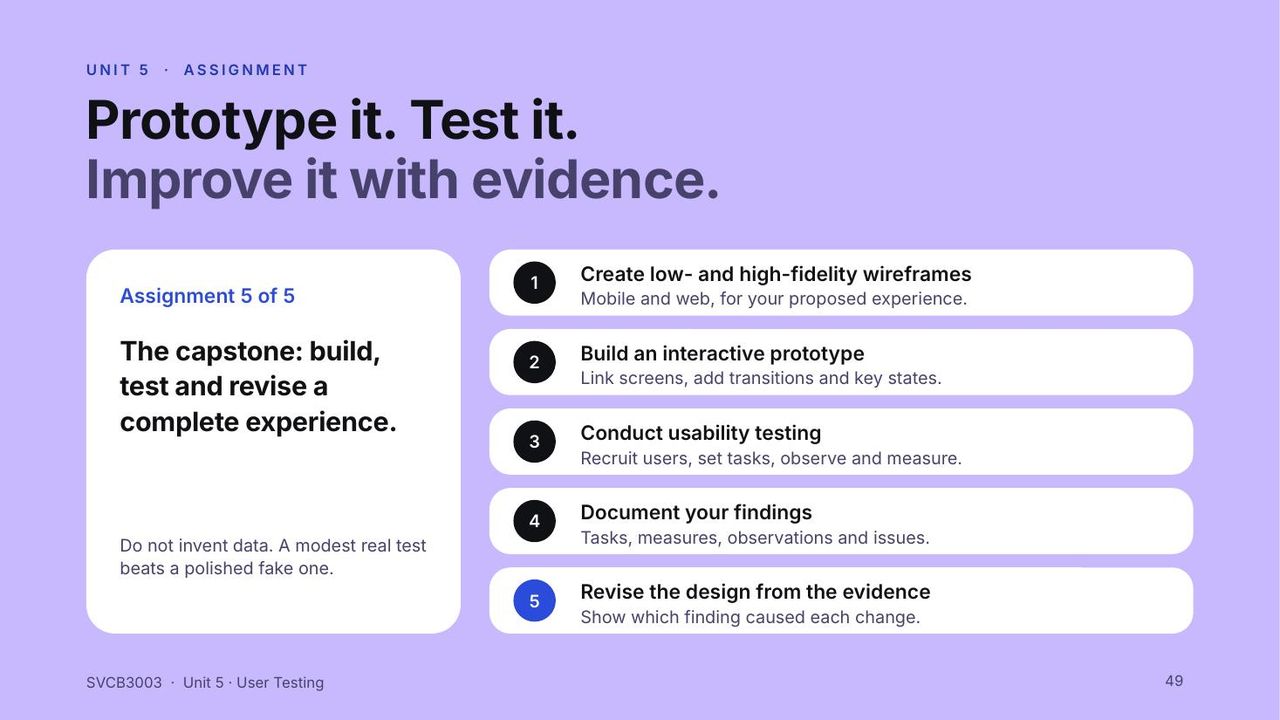 UNIT 5 · ASSIGNMENT
Prototype it. Test it.
Improve it with evidence.
Assignment 5 of 5
The capstone: build,
test and revise a
complete experience.
Do not invent data. A modest real test
beats a polished fake one.
1
Create low- and high-fidelity wireframes
Mobile and web, for your proposed experience.
2
Build an interactive prototype
Link screens, add transitions and key states.
3
Conduct usability testing
Recruit users, set tasks, observe and measure.
4
Document your findings
Tasks, measures, observations and issues.
5
Revise the design from the evidence
Show which finding caused each change.
SVCB3003 · Unit 5 · User Testing
49